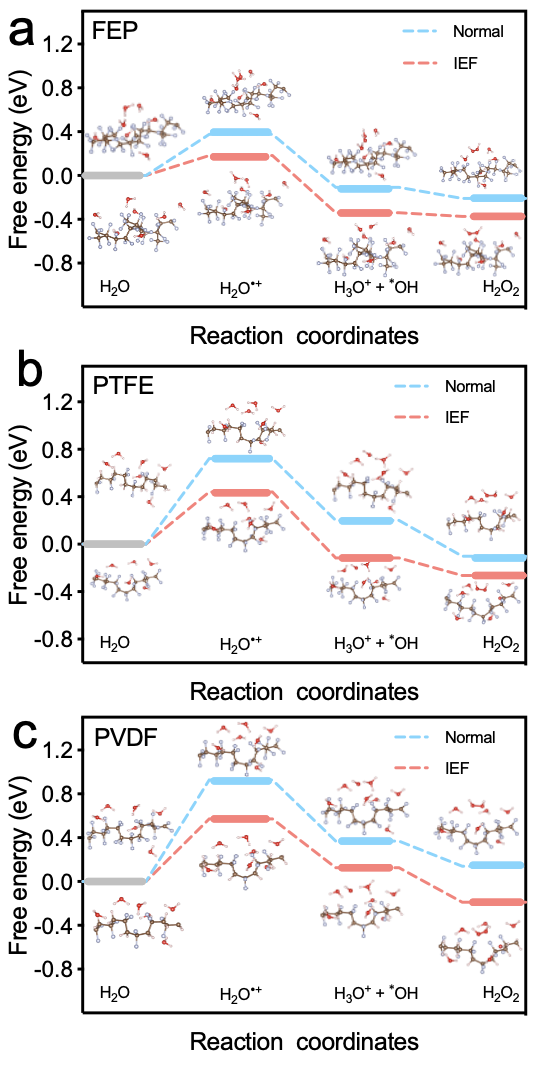 a
FEP
Normal
IEF
Free energy (eV)
1.2
0.8
0.4
0.0
-0.4
-0.8
H₂O
H₂O•⁺
H₃O⁺ + *OH
H₂O₂
Reaction coordinates
b
PTFE
Normal
IEF
Free energy (eV)
1.2
0.8
0.4
0.0
-0.4
-0.8
H₂O
H₂O•⁺
H₃O⁺ + *OH
H₂O₂
Reaction coordinates
c
PVDF
Normal
IEF
Free energy (eV)
1.2
0.8
0.4
0.0
-0.4
-0.8
H₂O
H₂O•⁺
H₃O⁺ + *OH
H₂O₂
Reaction coordinates